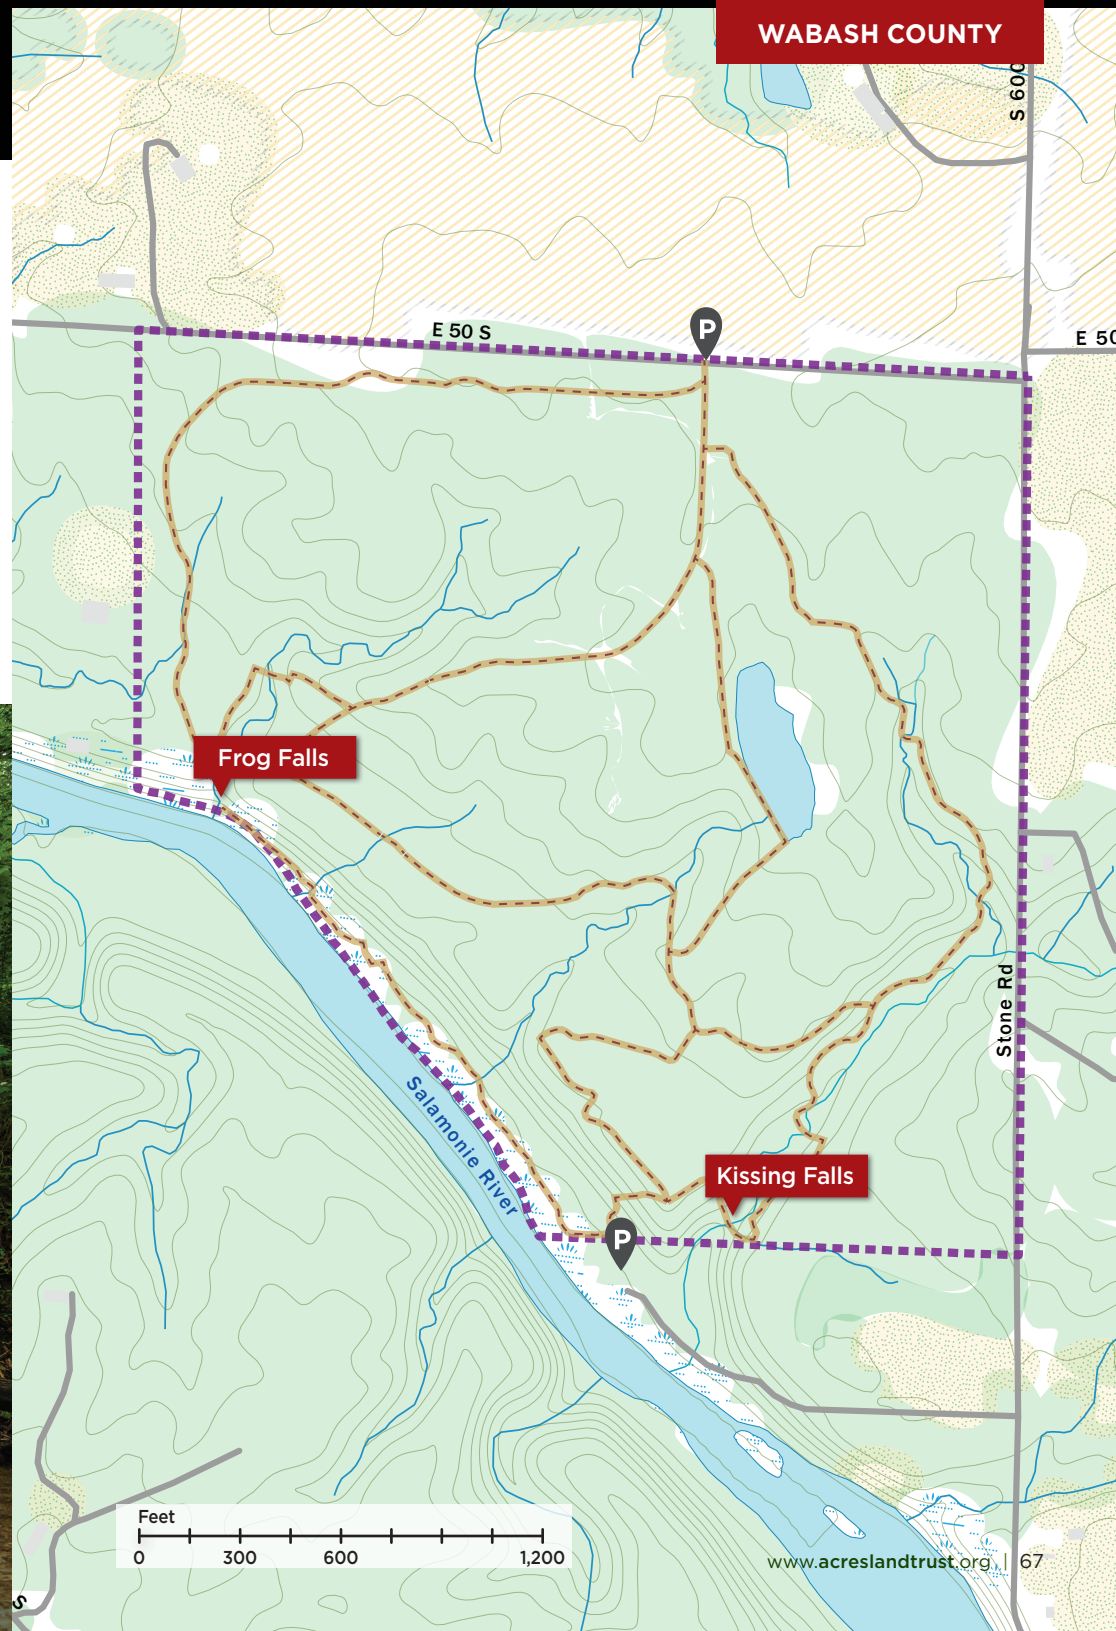 WABASH COUNTY
S 600
E 50 S
P
E 50
Frog Falls
Stone Rd
Salamonie River
Kissing Falls
P
Feet
0 300 600 1,200
www.acreslandtrust.org | 67
S